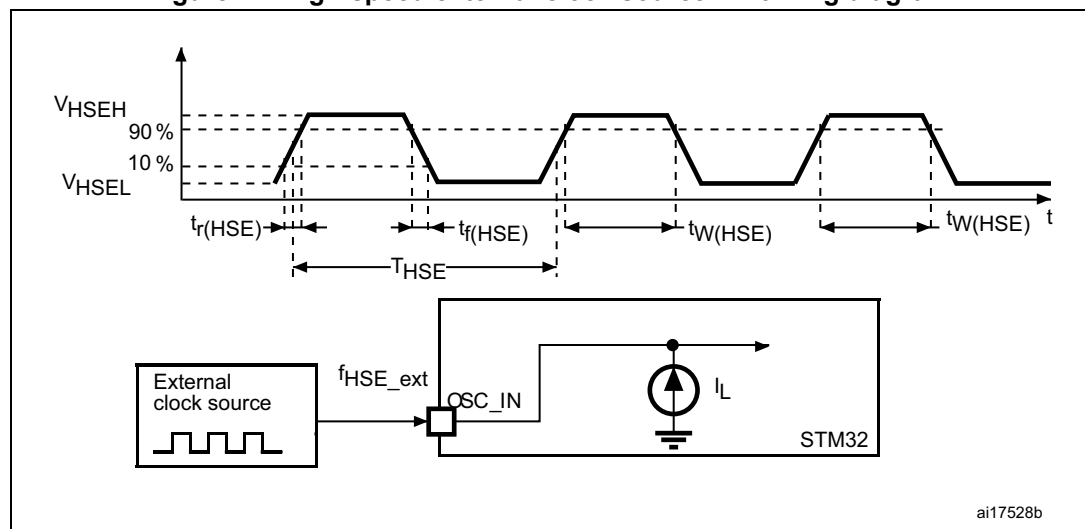 VHSEH
90 %
10 %
VHSEL
tr(HSE)
tf(HSE)
tW(HSE)
tW(HSE)
t
THSE
External
clock source
fHSE_ext
OSC_IN
IL
STM32
ai17528b